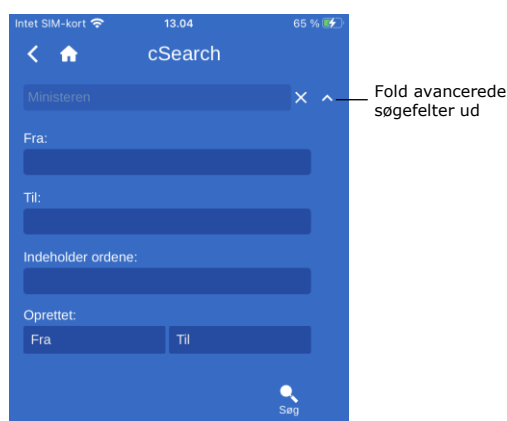 Intet SIM-kort 13.04 65 %
cSearch
Ministeren
Fold avancerede
søgefelter ud
Fra:
Til:
Indeholder ordene:
Oprettet:
Fra Til
Søg